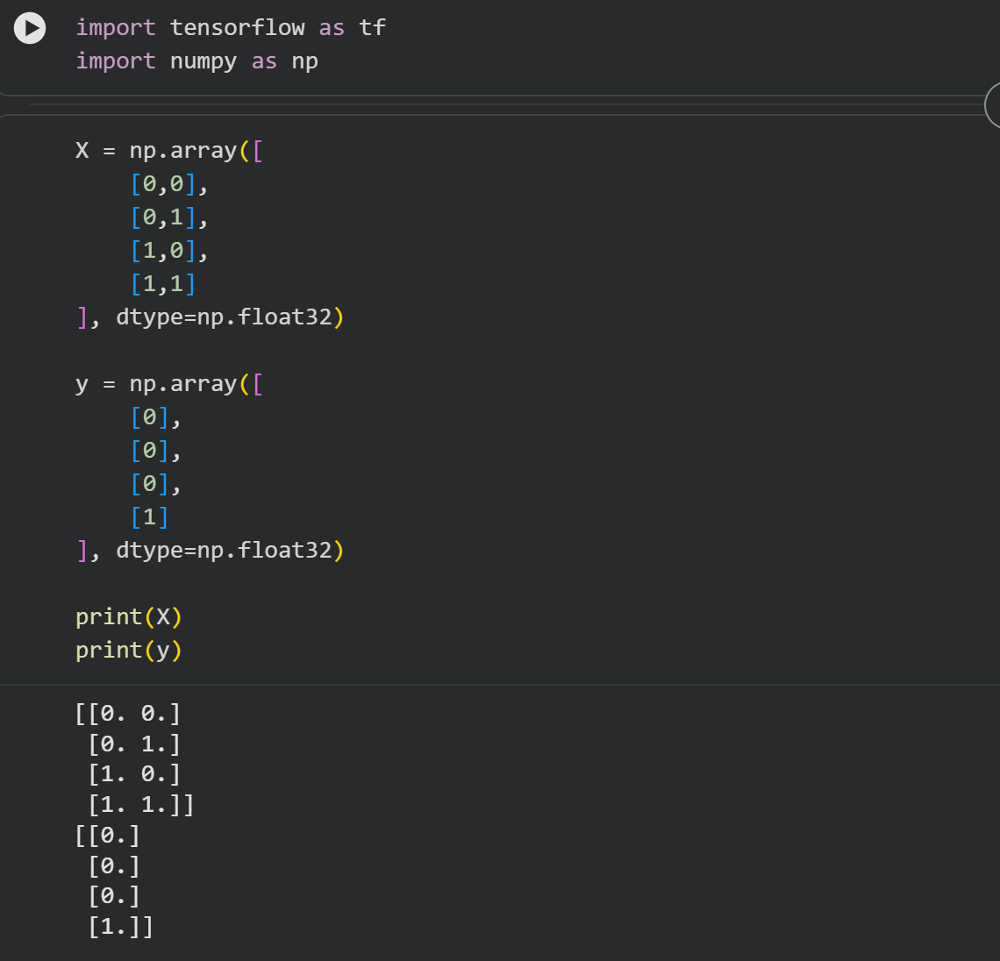 import tensorflow as tf
import numpy as np
X = np.array([
    [0,0],
    [0,1],
    [1,0],
    [1,1]
], dtype=np.float32)
y = np.array([
    [0],
    [0],
    [0],
    [1]
], dtype=np.float32)
print(X)
print(y)
[[0. 0.]
 [0. 1.]
 [1. 0.]
 [1. 1.]]
[[0.]
 [0.]
 [0.]
 [1.]]